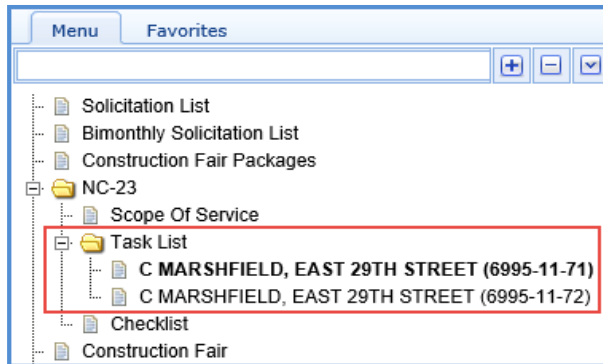 Menu Favorites
Solicitation List
Bimonthly Solicitation List
Construction Fair Packages
NC-23
Scope Of Service
Task List
C MARSHFIELD, EAST 29TH STREET (6995-11-71)
C MARSHFIELD, EAST 29TH STREET (6995-11-72)
Checklist
Construction Fair